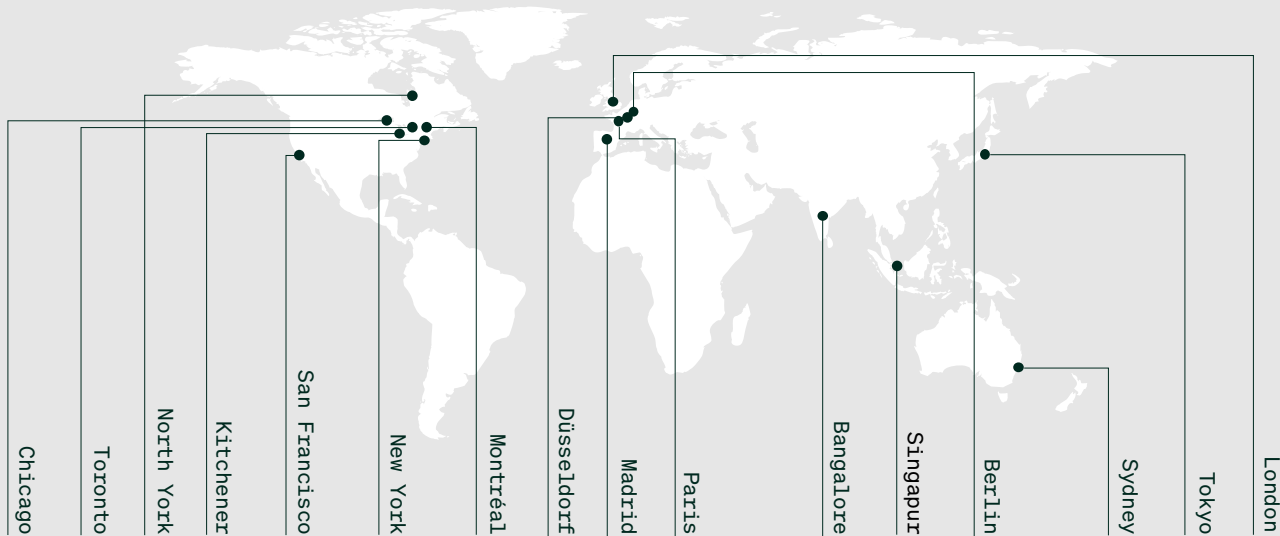 Chicago
Toronto
North York
Kitchener
San Francisco
New York
Montréal
Düsseldorf
Madrid
Paris
Bangalore
Singapur
Berlin
Sydney
Tokyo
London